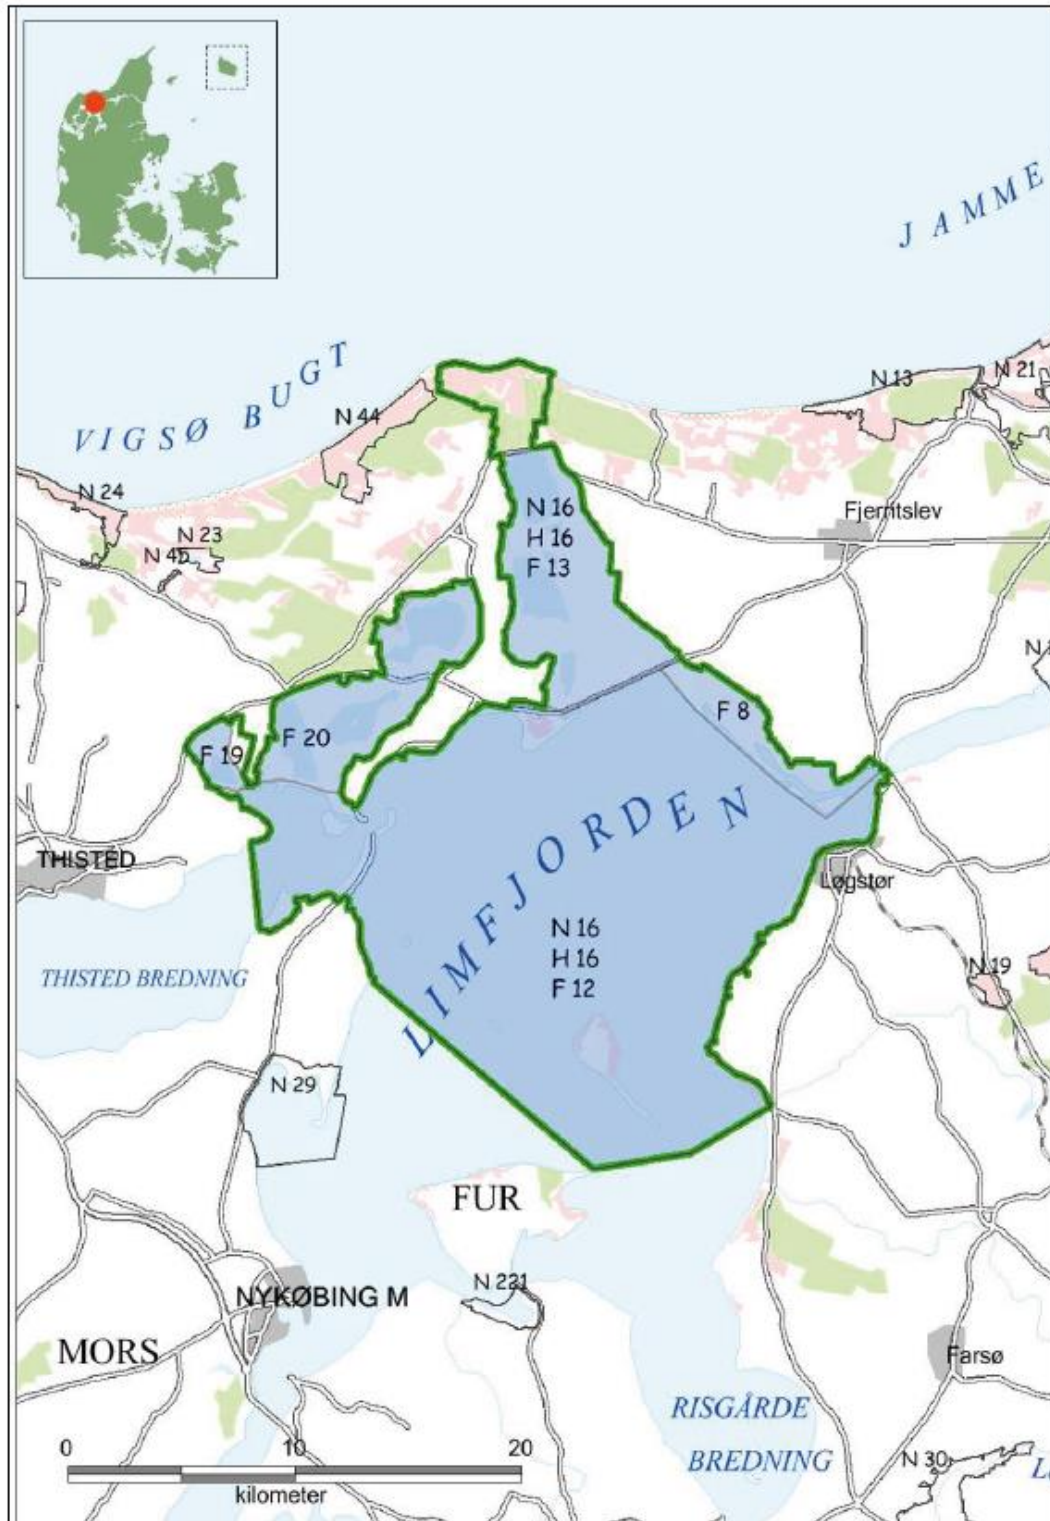 JAMME
VIGSØ BUGT
N 44
N 13
N 21
N 24
N 23
N 45
N 16
H 16
F 13
Fjerritslev
F 8
F 19
F 20
THISTED
LIMFJORDEN
Løgstør
N 16
H 16
F 12
THISTED BREDNING
N 19
N 29
FUR
N 221
NYKØBING M
MORS
Farsø
RISGÅRDE
BREDNING
N 30
0 10 20
kilometer